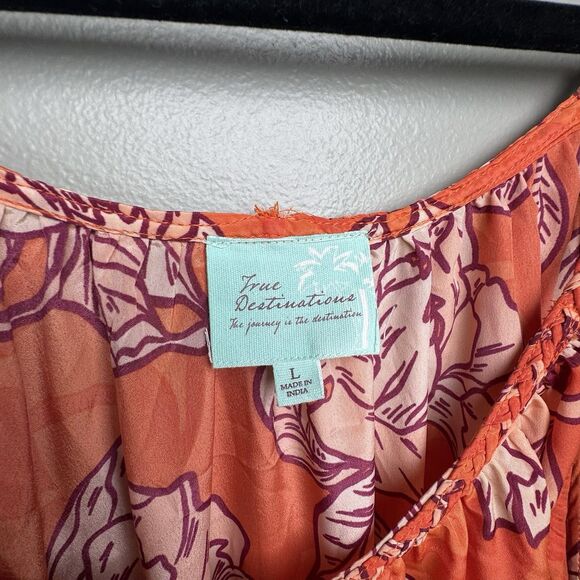 True
Destinations
The journey is the destination
L
MADE IN
INDIA